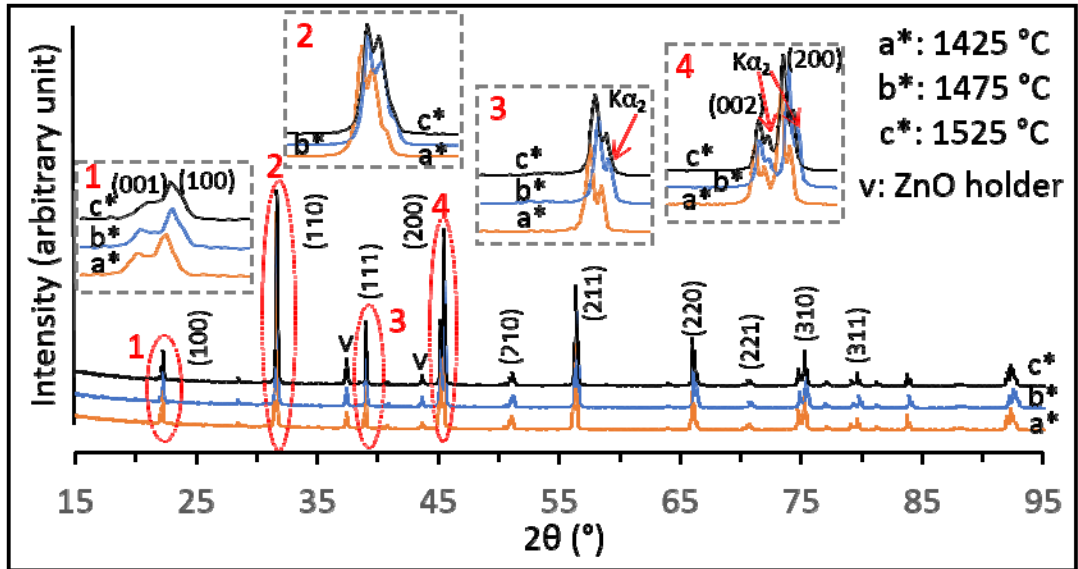 Intensity (arbitrary unit)
2θ (°)
15 25 35 45 55 65 75 85 95
a*: 1425 °C
b*: 1475 °C
c*: 1525 °C
v: ZnO holder
1
(001)
(100)
c*
b*
a*
2
c*
b*
a*
3
Kα₂
c*
b*
a*
4
Kα₂
(200)
(002)
c*
b*
a*
1
(100)
2
(110)
v
(111)
3
v
(200)
4
(210)
(211)
(220)
(221)
(310)
(311)
c*
b*
a*